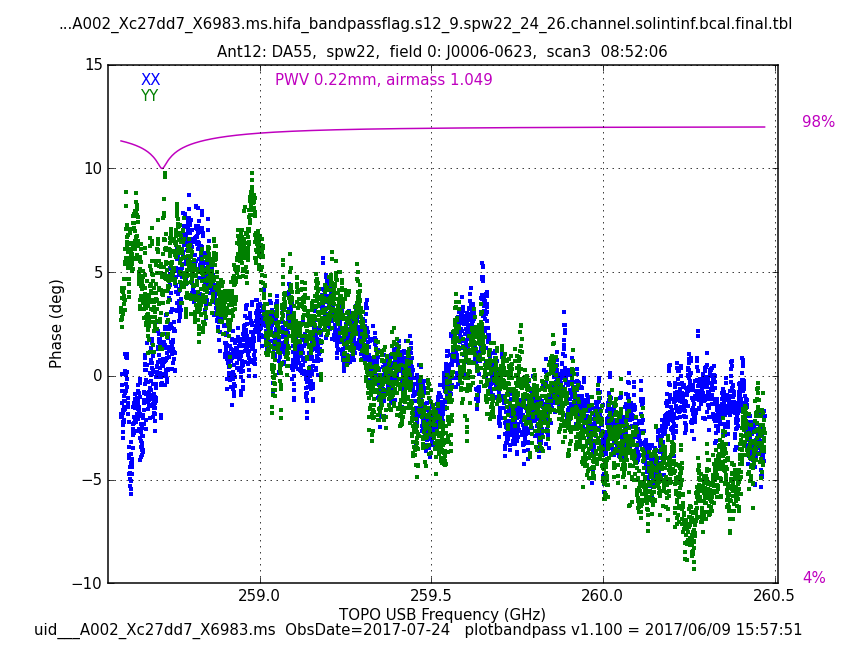 ...A002_Xc27dd7_X6983.ms.hifa_bandpassflag.s12_9.spw22_24_26.channel.solintinf.bcal.final.tbl
Ant12: DA55,  spw22,  field 0: J0006-0623,  scan3  08:52:06
15
XX
PWV 0.22mm, airmass 1.049
YY
98%
10
5
Phase (deg)
0
−5
4%
−10
259.0
259.5
260.0
260.5
TOPO USB Frequency (GHz)
uid___A002_Xc27dd7_X6983.ms  ObsDate=2017-07-24   plotbandpass v1.100 = 2017/06/09 15:57:51